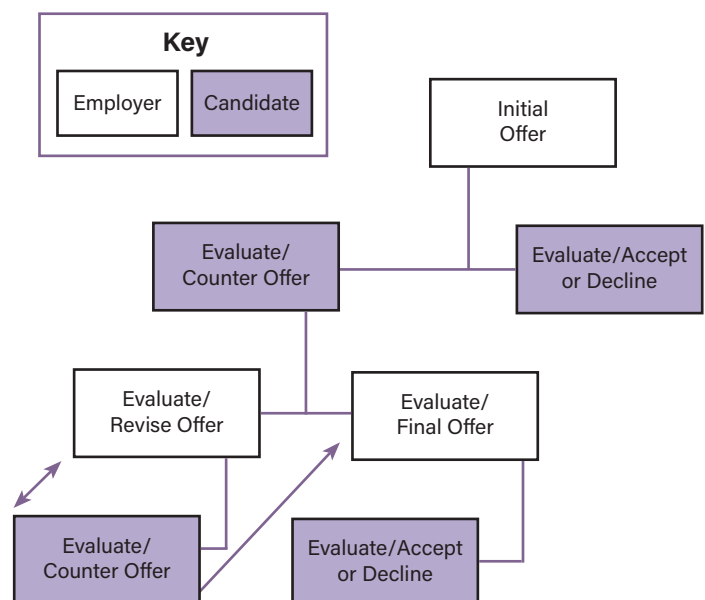 Key
Employer
Candidate
Initial
Offer
Evaluate/
Counter Offer
Evaluate/Accept
or Decline
Evaluate/
Revise Offer
Evaluate/
Final Offer
Evaluate/
Counter Offer
Evaluate/Accept
or Decline